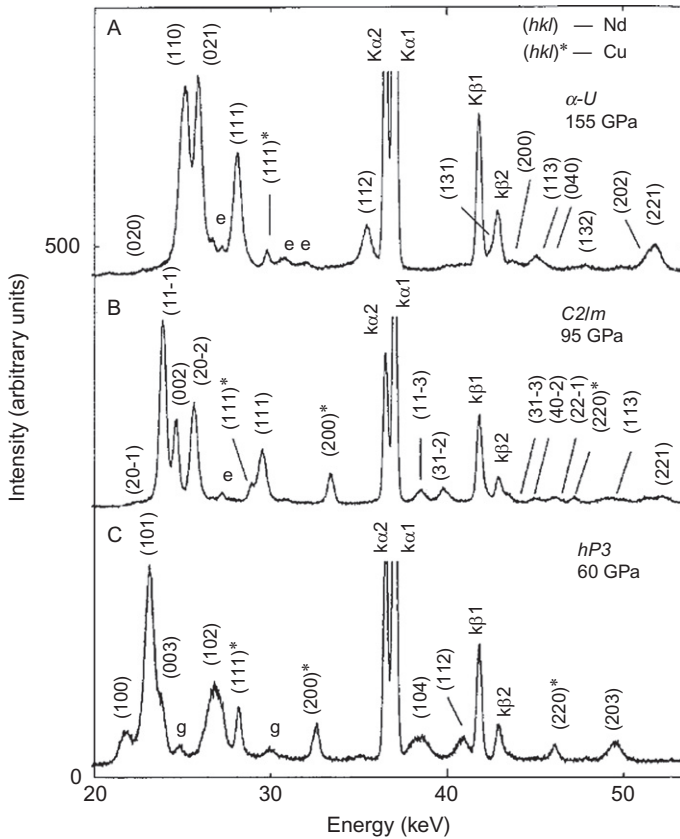 A
(110)
(021)
(111)
(111)*
(020)
e
e e
(112)
Kα2
Kα1
(131)
Kβ1
kβ2
(200)
(113)
(040)
(132)
(202)
(221)
(hkl) — Nd
(hkl)* — Cu
α-U
155 GPa
500
B
(20-1)
(11-1)
(002)
(20-2)
(111)*
e
(111)
(200)*
kα2
kα1
(11-3)
(31-2)
kβ1
kβ2
(31-3)
(40-2)
(22-1)
(220)*
(113)
(221)
C2/m
95 GPa
C
(100)
(101)
(003)
g
(102)
(111)*
g
(200)*
kα2
kα1
(104)
(112)
kβ1
kβ2
(220)*
(203)
hP3
60 GPa
0
Intensity (arbitrary units)
20 30 40 50
Energy (keV)